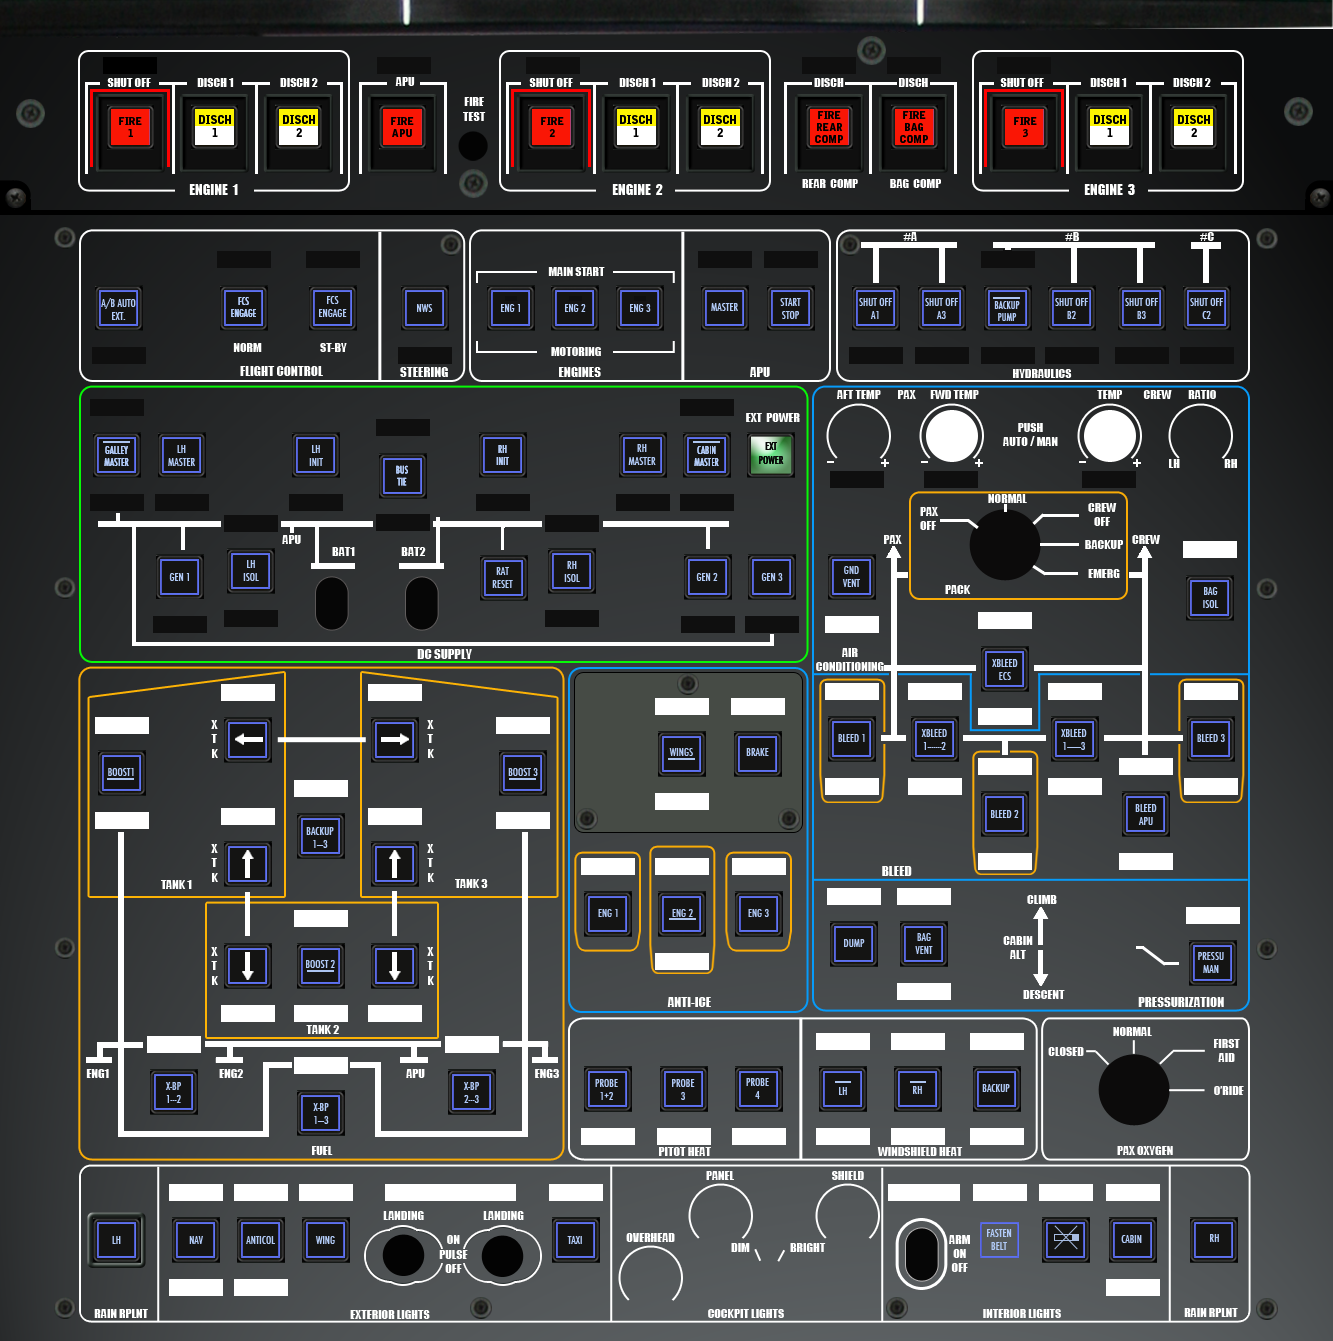 SHUT OFF DISCH 1 DISCH 2
FIRE 1
DISCH 1
DISCH 2
ENGINE 1
APU
FIRE APU
FIRE TEST
SHUT OFF DISCH 1 DISCH 2
FIRE 2
DISCH 1
DISCH 2
ENGINE 2
DISCH DISCH
FIRE REAR COMP
FIRE BAG COMP
REAR COMP BAG COMP
SHUT OFF DISCH 1 DISCH 2
FIRE 3
DISCH 1
DISCH 2
ENGINE 3
A/B AUTO EXT.
FCS ENGAGE
FCS ENGAGE
NORM ST-BY
FLIGHT CONTROL
NWS
STEERING
MAIN START
ENG 1 ENG 2 ENG 3
MOTORING
ENGINES
MASTER
START STOP
APU
#A #B #C
SHUT OFF A1
SHUT OFF A3
BACKUP PUMP
SHUT OFF B2
SHUT OFF B3
SHUT OFF C2
HYDRAULICS
GALLEY MASTER
LH MASTER
LH INIT
BUS TIE
RH INIT
RH MASTER
CABIN MASTER
EXT POWER
EXT POWER
APU
BAT1 BAT2
GEN 1
LH ISOL
RAT RESET
RH ISOL
GEN 2
GEN 3
DC SUPPLY
AFT TEMP PAX FWD TEMP
TEMP CREW RATIO
PUSH
AUTO / MAN
- +
- +
- +
LH RH
NORMAL
PAX OFF
CREW OFF
BACKUP
EMERG
PACK
PAX
CREW
GND VENT
BAG ISOL
AIR
CONDITIONING
XBLEED ECS
BLEED 1
XBLEED 1------2
XBLEED 1-----3
BLEED 3
BLEED 2
BLEED APU
BLEED
DUMP
BAG VENT
CLIMB
CABIN ALT
DESCENT
PRESSU MAN
PRESSURIZATION
X T K
X T K
BOOST1
BOOST 3
BACKUP 1--3
X T K
X T K
TANK 1
TANK 3
X T K
BOOST 2
X T K
TANK 2
ENG1 ENG2 APU ENG3
X-BP 1---2
X-BP 1---3
X-BP 2---3
FUEL
WINGS
BRAKE
ENG 1
ENG 2
ENG 3
ANTI-ICE
PROBE 1+2
PROBE 3
PROBE 4
PITOT HEAT
LH
RH
BACKUP
WINDSHIELD HEAT
NORMAL
CLOSED
FIRST AID
O'RIDE
PAX OXYGEN
LH
RAIN RPLNT
NAV
ANTICOL
WING
LANDING LANDING
ON
PULSE
OFF
TAXI
EXTERIOR LIGHTS
PANEL SHIELD
OVERHEAD
DIM BRIGHT
COCKPIT LIGHTS
ARM
ON
OFF
FASTEN BELT
CABIN
INTERIOR LIGHTS
RH
RAIN RPLNT